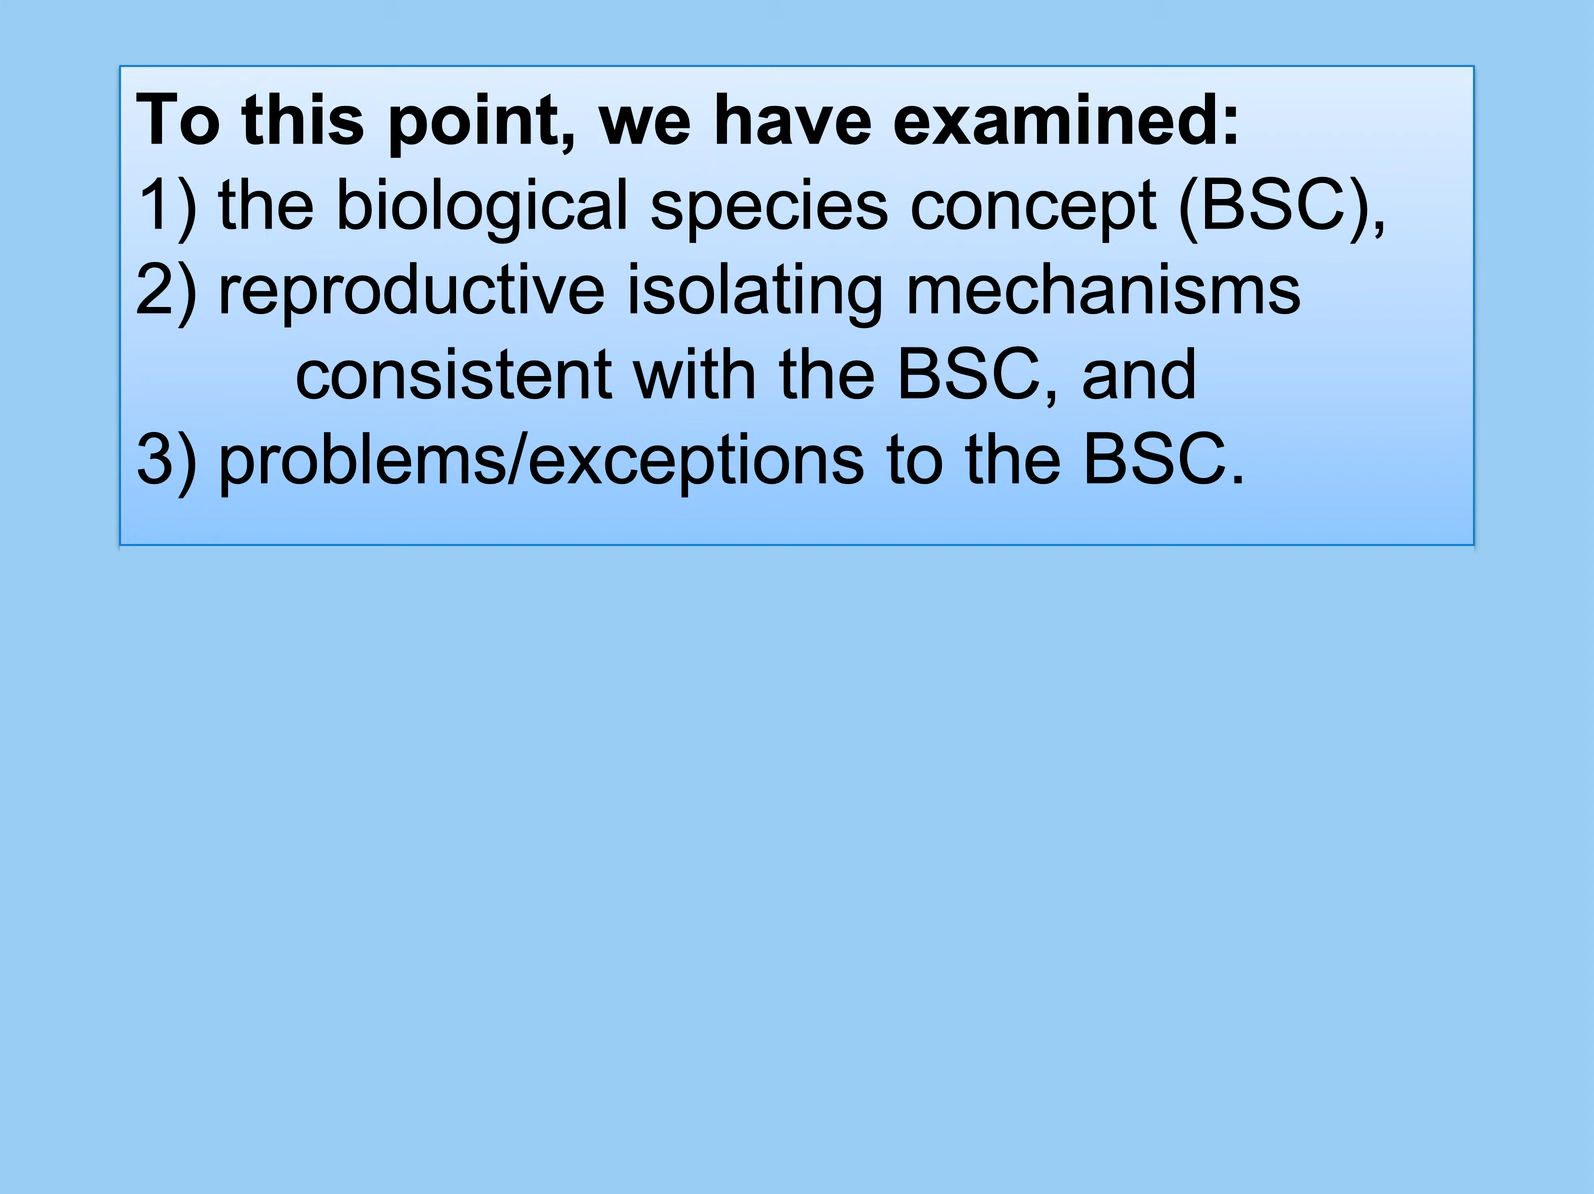 To this point, we have examined:
1) the biological species concept (BSC),
2) reproductive isolating mechanisms
consistent with the BSC, and
3) problems/exceptions to the BSC.